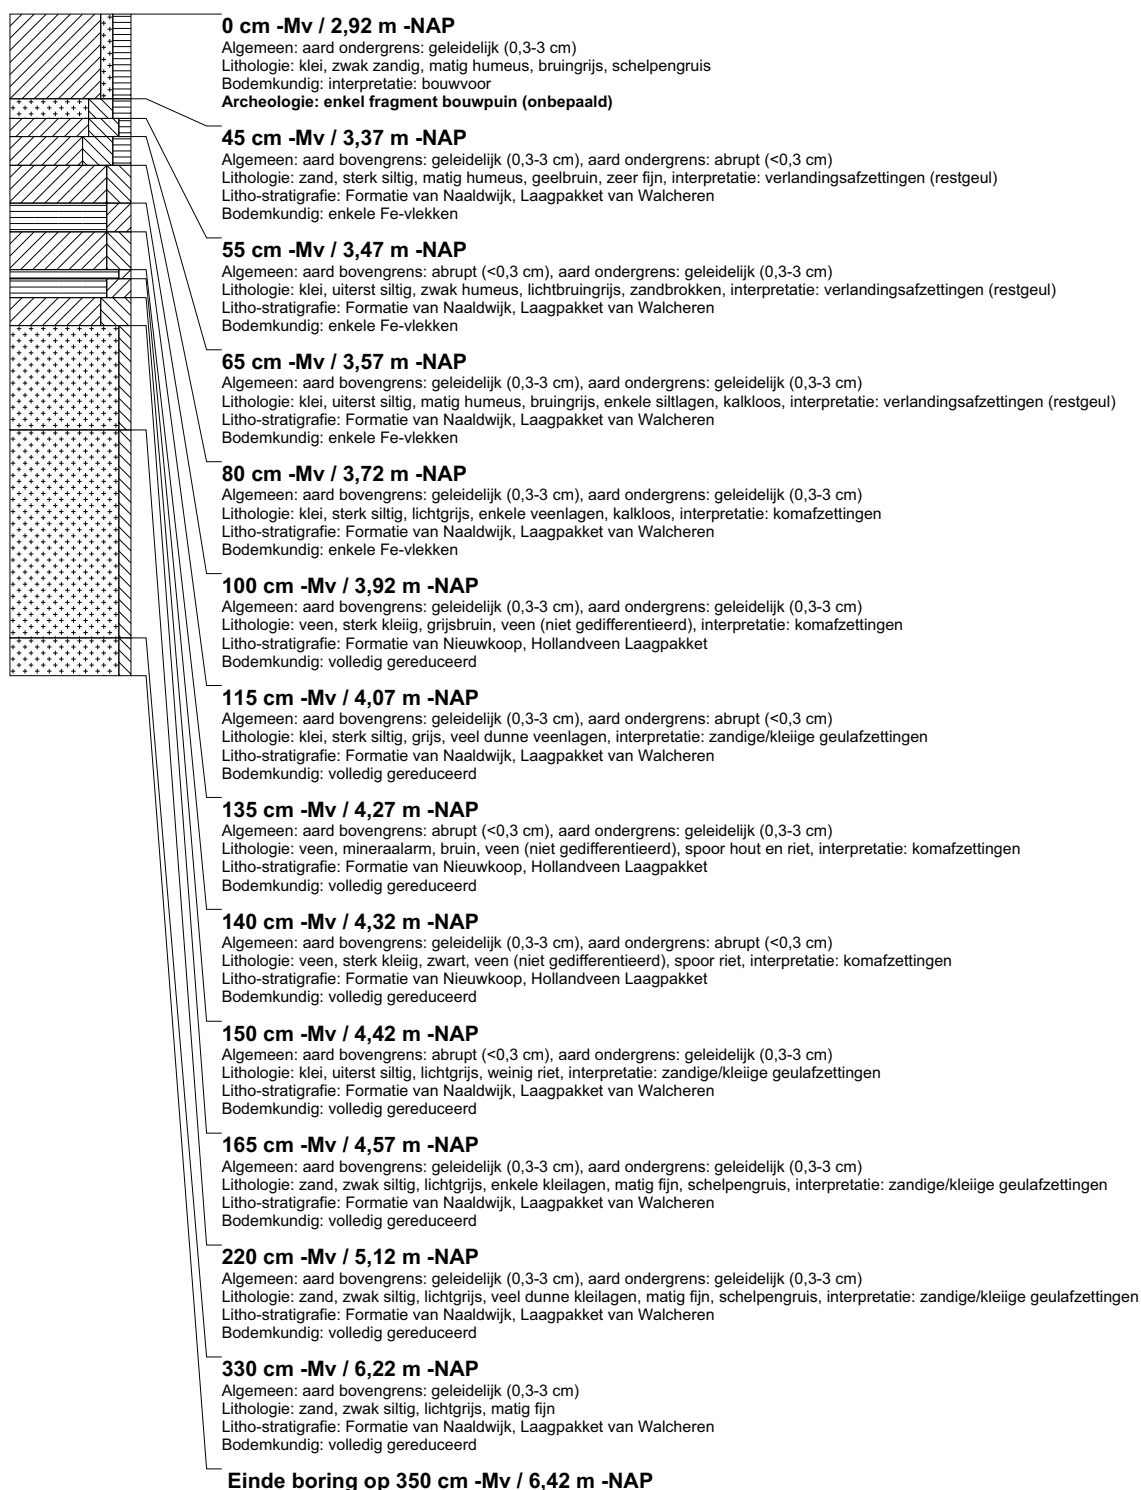 0 cm -Mv / 2,92 m -NAP
Algemeen: aard ondergrens: geleidelijk (0,3-3 cm)
Lithologie: klei, zwak zandig, matig humeus, bruingrijs, schelpengruis
Bodemkundig: interpretatie: bouwvoor
Archeologie: enkel fragment bouwpuin (onbepaald)
45 cm -Mv / 3,37 m -NAP
Algemeen: aard bovengrens: geleidelijk (0,3-3 cm), aard ondergrens: abrupt (<0,3 cm)
Lithologie: zand, sterk siltig, matig humeus, geelbruin, zeer fijn, interpretatie: verlandingsafzettingen (restgeul)
Litho-stratigrafie: Formatie van Naaldwijk, Laagpakket van Walcheren
Bodemkundig: enkele Fe-vlekken
55 cm -Mv / 3,47 m -NAP
Algemeen: aard bovengrens: abrupt (<0,3 cm), aard ondergrens: geleidelijk (0,3-3 cm)
Lithologie: klei, uiterst siltig, zwak humeus, lichtbruingrijs, zandbrokken, interpretatie: verlandingsafzettingen (restgeul)
Litho-stratigrafie: Formatie van Naaldwijk, Laagpakket van Walcheren
Bodemkundig: enkele Fe-vlekken
65 cm -Mv / 3,57 m -NAP
Algemeen: aard bovengrens: geleidelijk (0,3-3 cm), aard ondergrens: geleidelijk (0,3-3 cm)
Lithologie: klei, uiterst siltig, matig humeus, bruingrijs, enkele siltlagen, kalkloos, interpretatie: verlandingsafzettingen (restgeul)
Litho-stratigrafie: Formatie van Naaldwijk, Laagpakket van Walcheren
Bodemkundig: enkele Fe-vlekken
80 cm -Mv / 3,72 m -NAP
Algemeen: aard bovengrens: geleidelijk (0,3-3 cm), aard ondergrens: geleidelijk (0,3-3 cm)
Lithologie: klei, sterk siltig, lichtgrijs, enkele veenlagen, kalkloos, interpretatie: komafzettingen
Litho-stratigrafie: Formatie van Naaldwijk, Laagpakket van Walcheren
Bodemkundig: enkele Fe-vlekken
100 cm -Mv / 3,92 m -NAP
Algemeen: aard bovengrens: geleidelijk (0,3-3 cm), aard ondergrens: geleidelijk (0,3-3 cm)
Lithologie: veen, sterk kleiig, grijsbruin, veen (niet gedifferentieerd), interpretatie: komafzettingen
Litho-stratigrafie: Formatie van Nieuwkoop, Hollandveen Laagpakket
Bodemkundig: volledig gereduceerd
115 cm -Mv / 4,07 m -NAP
Algemeen: aard bovengrens: geleidelijk (0,3-3 cm), aard ondergrens: abrupt (<0,3 cm)
Lithologie: klei, sterk siltig, grijs, veel dunne veenlagen, interpretatie: zandige/kleiige geulafzettingen
Litho-stratigrafie: Formatie van Naaldwijk, Laagpakket van Walcheren
Bodemkundig: volledig gereduceerd
135 cm -Mv / 4,27 m -NAP
Algemeen: aard bovengrens: abrupt (<0,3 cm), aard ondergrens: geleidelijk (0,3-3 cm)
Lithologie: veen, mineraalarm, bruin, veen (niet gedifferentieerd), spoor hout en riet, interpretatie: komafzettingen
Litho-stratigrafie: Formatie van Nieuwkoop, Hollandveen Laagpakket
Bodemkundig: volledig gereduceerd
140 cm -Mv / 4,32 m -NAP
Algemeen: aard bovengrens: geleidelijk (0,3-3 cm), aard ondergrens: abrupt (<0,3 cm)
Lithologie: veen, sterk kleiig, zwart, veen (niet gedifferentieerd), spoor riet, interpretatie: komafzettingen
Litho-stratigrafie: Formatie van Nieuwkoop, Hollandveen Laagpakket
Bodemkundig: volledig gereduceerd
150 cm -Mv / 4,42 m -NAP
Algemeen: aard bovengrens: abrupt (<0,3 cm), aard ondergrens: geleidelijk (0,3-3 cm)
Lithologie: klei, uiterst siltig, lichtgrijs, weinig riet, interpretatie: zandige/kleiige geulafzettingen
Litho-stratigrafie: Formatie van Naaldwijk, Laagpakket van Walcheren
Bodemkundig: volledig gereduceerd
165 cm -Mv / 4,57 m -NAP
Algemeen: aard bovengrens: geleidelijk (0,3-3 cm), aard ondergrens: geleidelijk (0,3-3 cm)
Lithologie: zand, zwak siltig, lichtgrijs, enkele kleilagen, matig fijn, schelpengruis, interpretatie: zandige/kleiige geulafzettingen
Litho-stratigrafie: Formatie van Naaldwijk, Laagpakket van Walcheren
Bodemkundig: volledig gereduceerd
220 cm -Mv / 5,12 m -NAP
Algemeen: aard bovengrens: geleidelijk (0,3-3 cm), aard ondergrens: geleidelijk (0,3-3 cm)
Lithologie: zand, zwak siltig, lichtgrijs, veel dunne kleilagen, matig fijn, schelpengruis, interpretatie: zandige/kleiige geulafzettingen
Litho-stratigrafie: Formatie van Naaldwijk, Laagpakket van Walcheren
Bodemkundig: volledig gereduceerd
330 cm -Mv / 6,22 m -NAP
Algemeen: aard bovengrens: geleidelijk (0,3-3 cm)
Lithologie: zand, zwak siltig, lichtgrijs, matig fijn
Litho-stratigrafie: Formatie van Naaldwijk, Laagpakket van Walcheren
Bodemkundig: volledig gereduceerd
Einde boring op 350 cm -Mv / 6,42 m -NAP